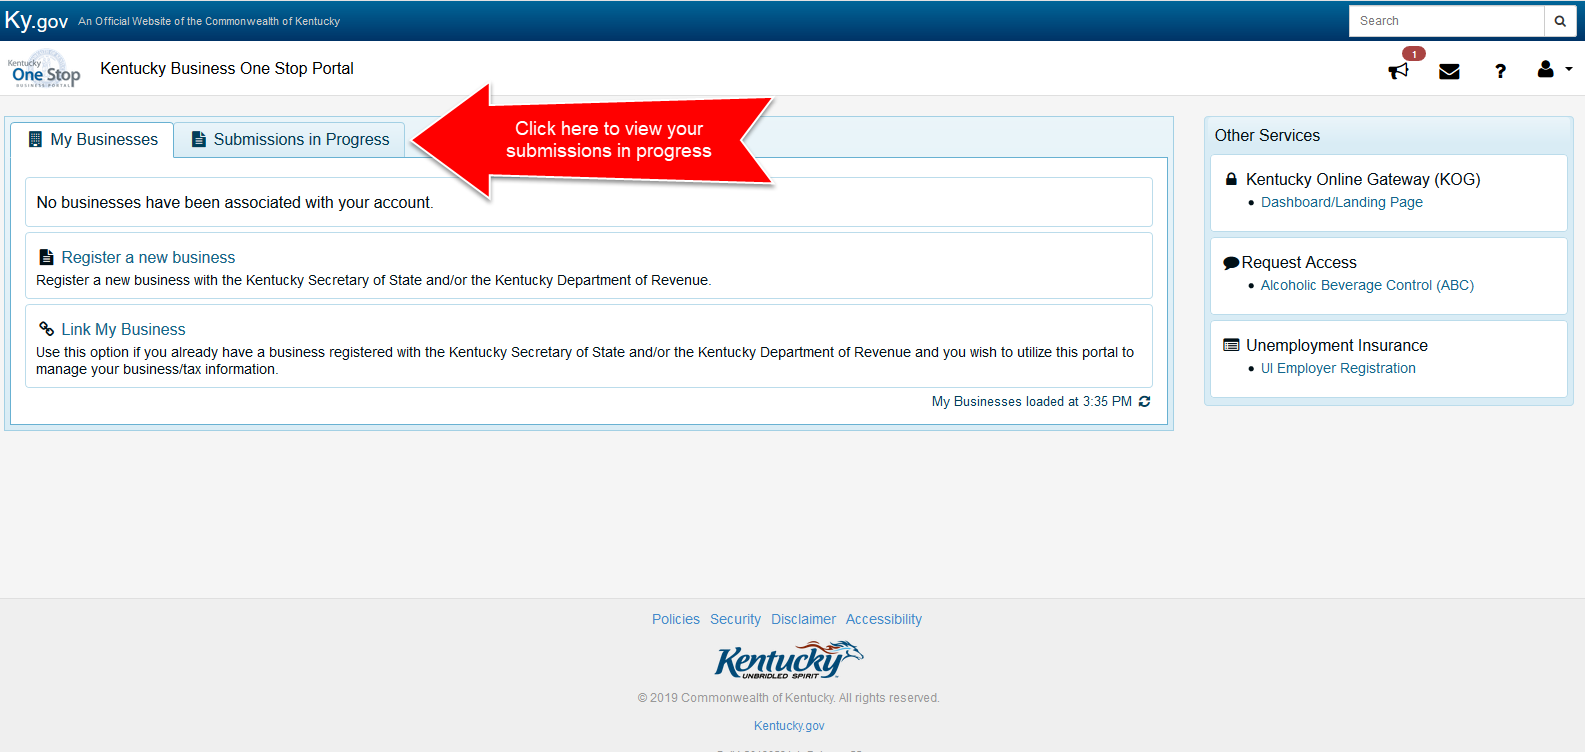 Ky.gov An Official Website of the Commonwealth of Kentucky
Search
Kentucky
One Stop
BUSINESS PORTAL
Kentucky Business One Stop Portal
1
?
My Businesses
Submissions in Progress
Click here to view your
submissions in progress
No businesses have been associated with your account.
Register a new business
Register a new business with the Kentucky Secretary of State and/or the Kentucky Department of Revenue.
Link My Business
Use this option if you already have a business registered with the Kentucky Secretary of State and/or the Kentucky Department of Revenue and you wish to utilize this portal to
manage your business/tax information.
My Businesses loaded at 3:35 PM
Other Services
Kentucky Online Gateway (KOG)
• Dashboard/Landing Page
Request Access
• Alcoholic Beverage Control (ABC)
Unemployment Insurance
• UI Employer Registration
Policies Security Disclaimer Accessibility
Kentucky
UNBRIDLED SPIRIT
© 2019 Commonwealth of Kentucky. All rights reserved.
Kentucky.gov